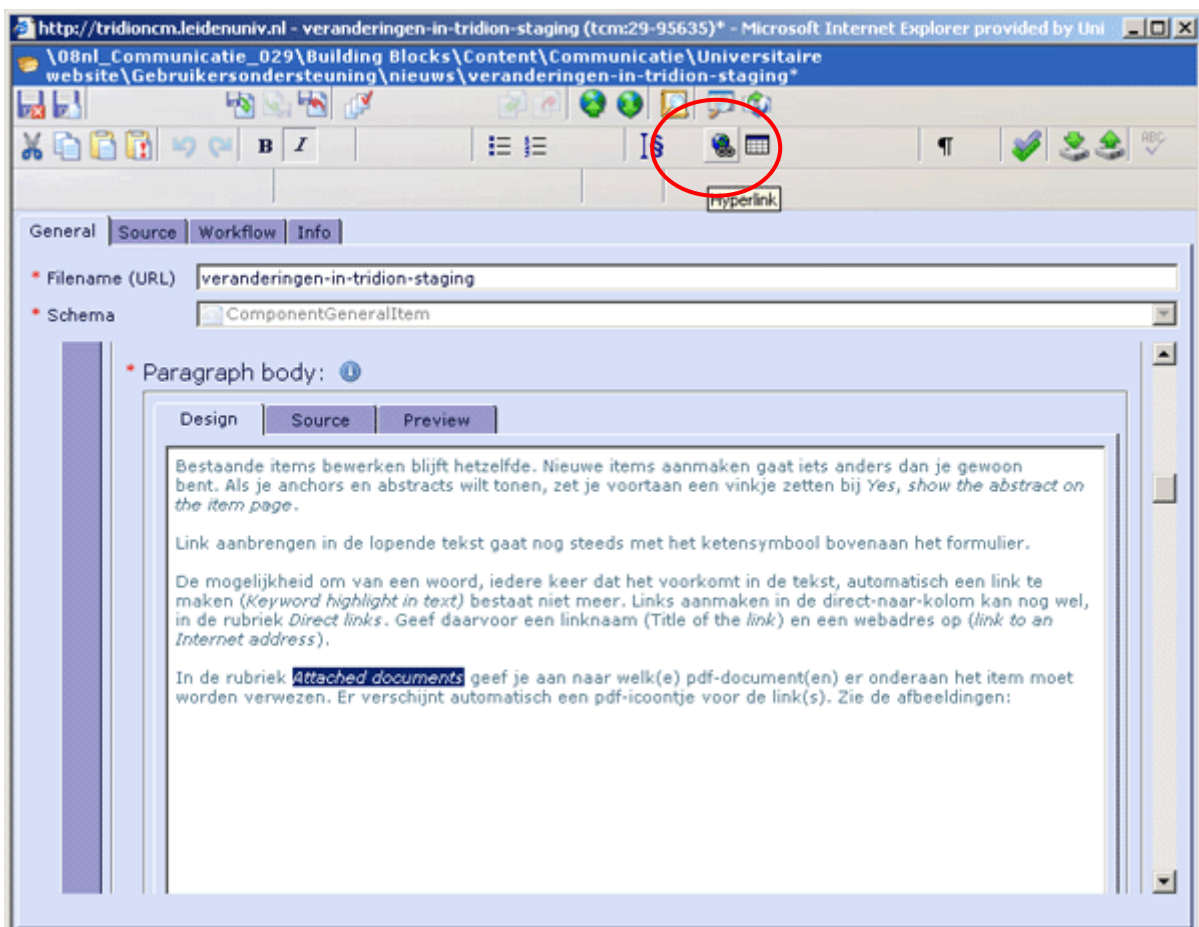 http://tridioncm.leidenuniv.nl - veranderingen-in-tridion-staging (tcm:29-95635)* - Microsoft Internet Explorer provided by Uni
\08nl_Communicatie_029\Building Blocks\Content\Communicatie\Universitaire
website\Gebruikersondersteuning\nieuws\veranderingen-in-tridion-staging*
B I § ¶ ABC
Hyperlink
General Source Workflow Info
* Filename (URL) veranderingen-in-tridion-staging
* Schema ComponentGeneralItem
* Paragraph body:
Design Source Preview
Bestaande items bewerken blijft hetzelfde. Nieuwe items aanmaken gaat iets anders dan je gewoon
bent. Als je anchors en abstracts wilt tonen, zet je voortaan een vinkje zetten bij Yes, show the abstract on
the item page.
Link aanbrengen in de lopende tekst gaat nog steeds met het ketensymbool bovenaan het formulier.
De mogelijkheid om van een woord, iedere keer dat het voorkomt in de tekst, automatisch een link te
maken (Keyword highlight in text) bestaat niet meer. Links aanmaken in de direct-naar-kolom kan nog wel,
in de rubriek Direct links. Geef daarvoor een linknaam (Title of the link) en een webadres op (link to an
Internet address).
In de rubriek Attached documents geef je aan naar welk(e) pdf-document(en) er onderaan het item moet
worden verwezen. Er verschijnt automatisch een pdf-icoontje voor de link(s). Zie de afbeeldingen: